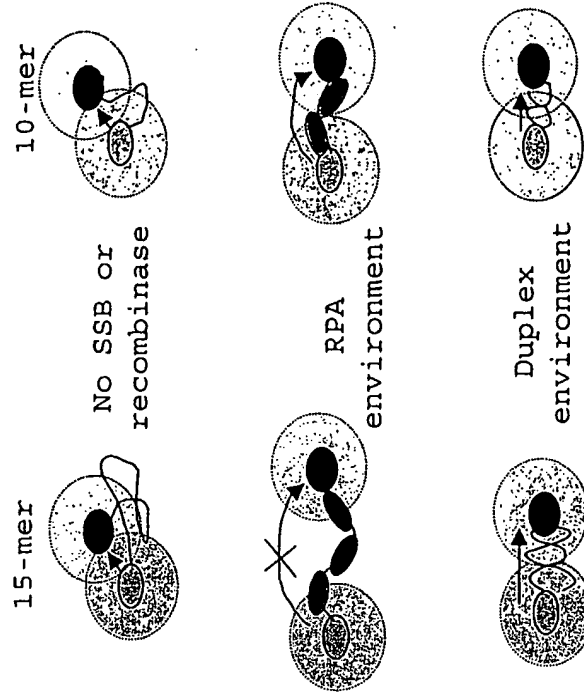 15-mer
10-mer
No SSB or
recombinase
RPA
environment
Duplex
environment